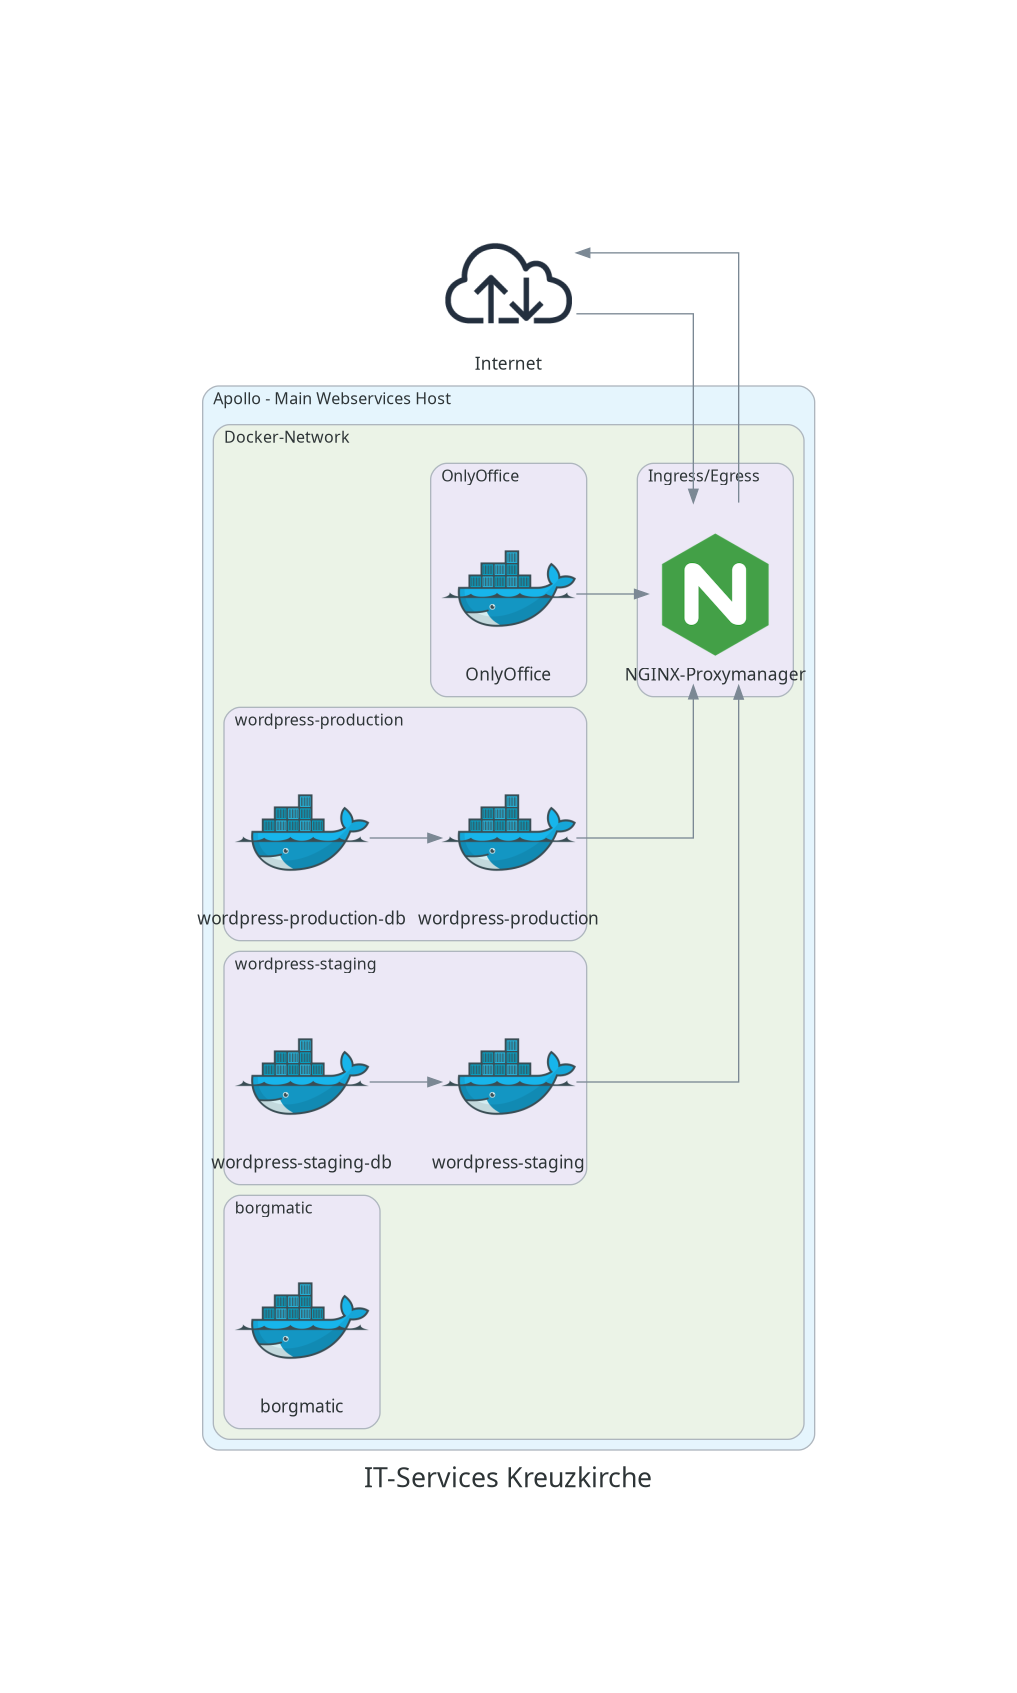 Internet
Apollo - Main Webservices Host
Docker-Network
OnlyOffice
Ingress/Egress
N
OnlyOffice
NGINX-Proxymanager
wordpress-production
wordpress-production-db
wordpress-production
wordpress-staging
wordpress-staging-db
wordpress-staging
borgmatic
borgmatic
IT-Services Kreuzkirche